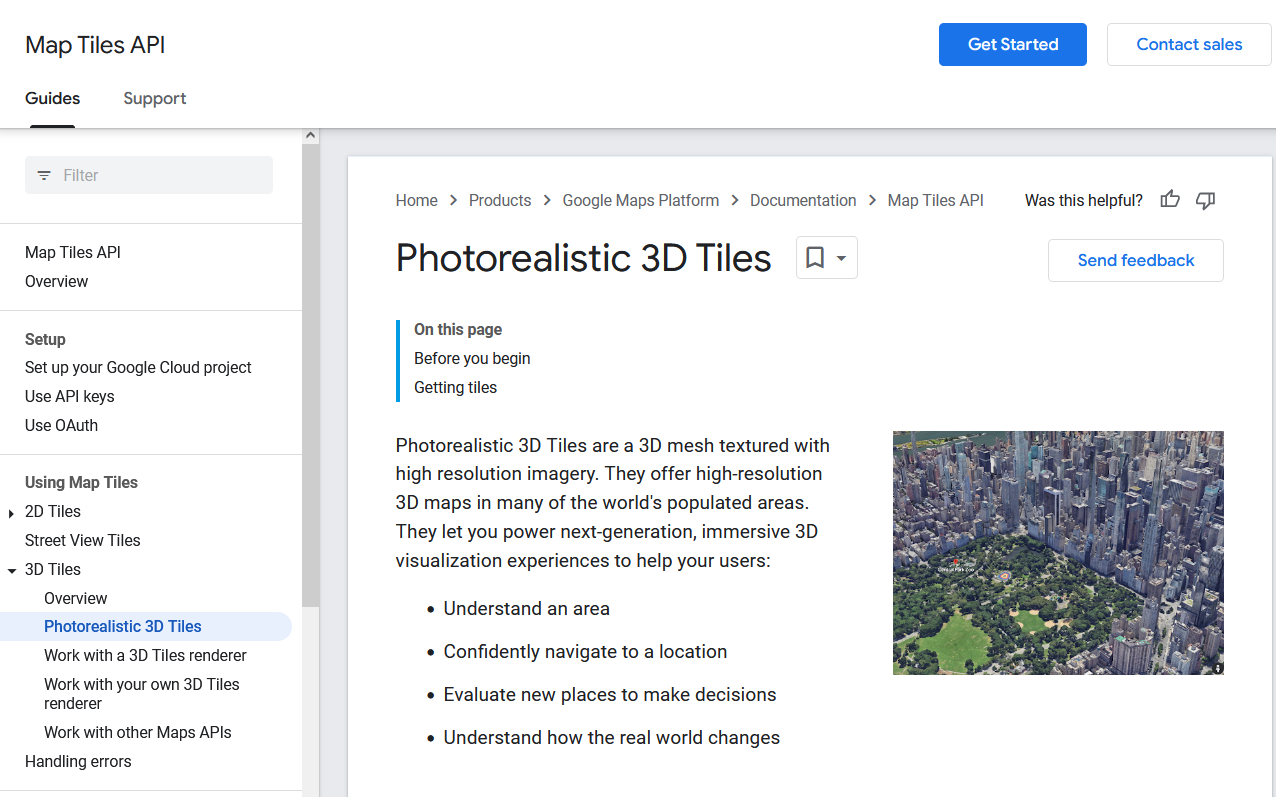 Map Tiles API
Get Started
Contact sales
Guides
Support
Filter
Map Tiles API
Overview
Setup
Set up your Google Cloud project
Use API keys
Use OAuth
Using Map Tiles
2D Tiles
Street View Tiles
3D Tiles
Overview
Photorealistic 3D Tiles
Work with a 3D Tiles renderer
Work with your own 3D Tiles
renderer
Work with other Maps APIs
Handling errors
Home > Products > Google Maps Platform > Documentation > Map Tiles API
Was this helpful?
Photorealistic 3D Tiles
Send feedback
On this page
Before you begin
Getting tiles
Photorealistic 3D Tiles are a 3D mesh textured with
high resolution imagery. They offer high-resolution
3D maps in many of the world's populated areas.
They let you power next-generation, immersive 3D
visualization experiences to help your users:
• Understand an area
• Confidently navigate to a location
• Evaluate new places to make decisions
• Understand how the real world changes
Central Park Zoo